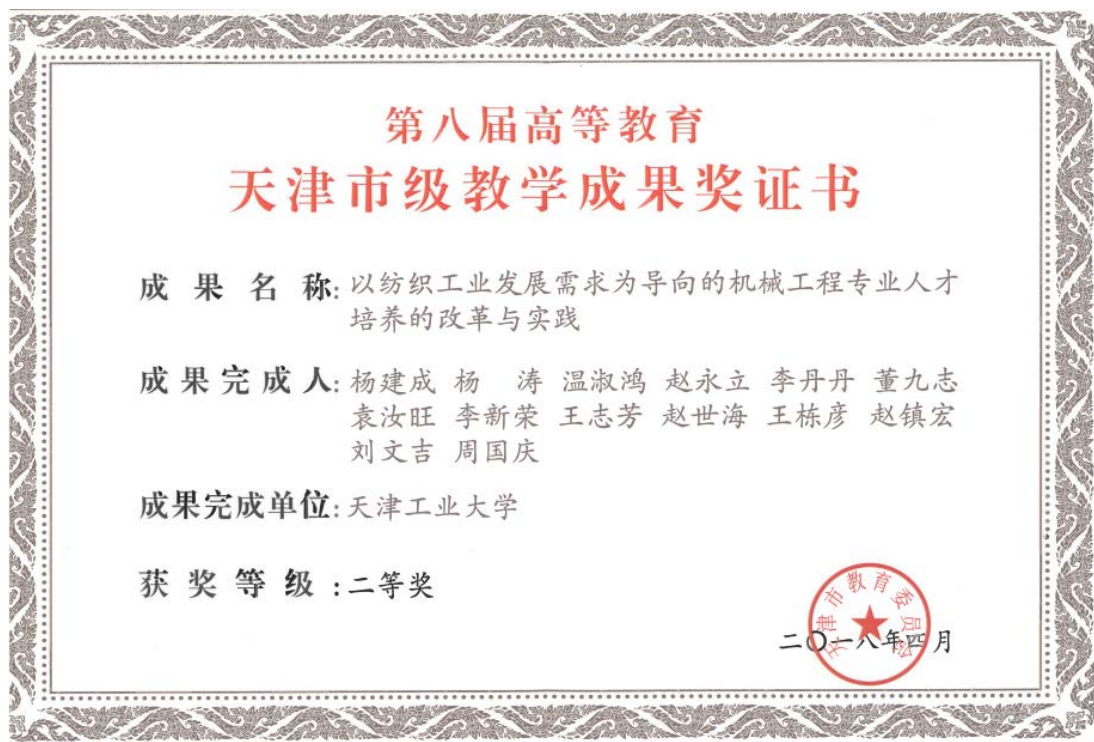 第八届高等教育
天津市级教学成果奖证书
成果名称:以纺织工业发展需求为导向的机械工程专业人才
培养的改革与实践
成果完成人:杨建成 杨 涛 温淑鸿 赵永立 李丹丹 董九志
袁汝旺 李新荣 王志芳 赵世海 王栋彦 赵镇宏
刘文吉 周国庆
成果完成单位:天津工业大学
获奖等级:二等奖
天津市教育委员会
二〇一八年四月